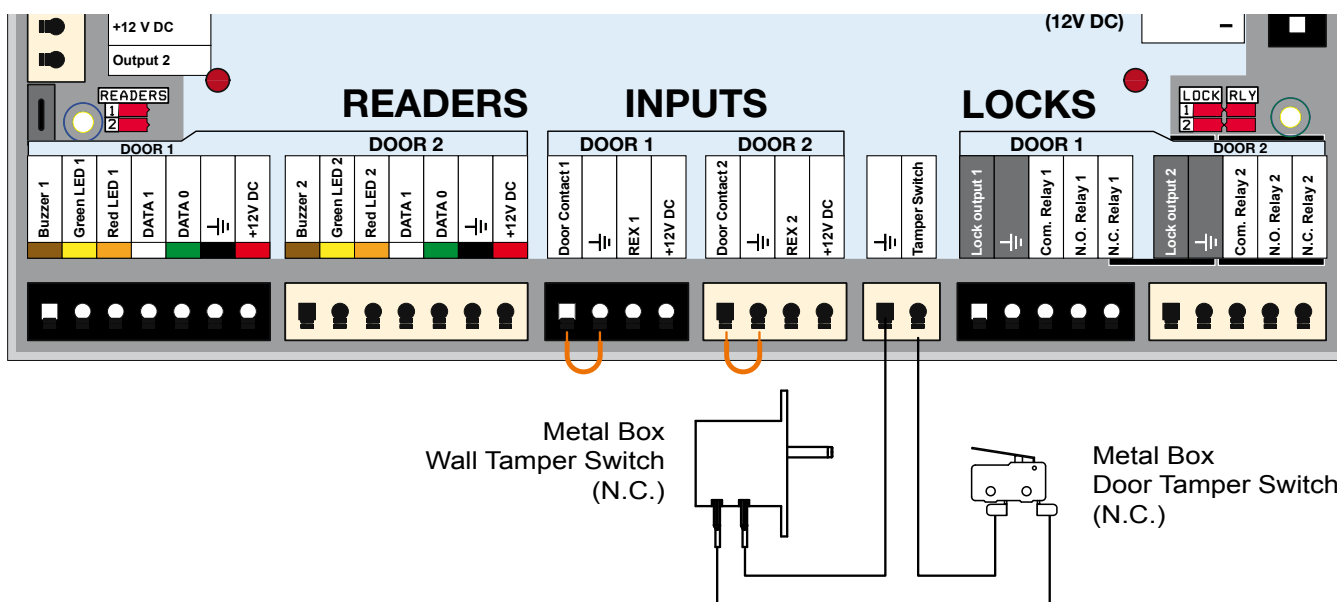 +12 V DC
Output 2
(12V DC)
–
READERS
1
2
READERS
INPUTS
LOCKS
LOCK RLY
1
2
DOOR 1
DOOR 2
DOOR 1
DOOR 2
DOOR 1
DOOR 2
Buzzer 1
Green LED 1
Red LED 1
DATA 1
DATA 0
+12V DC
Buzzer 2
Green LED 2
Red LED 2
DATA 1
DATA 0
+12V DC
Door Contact 1
REX 1
+12V DC
Door Contact 2
REX 2
+12V DC
Tamper Switch
Lock output 1
Com. Relay 1
N.O. Relay 1
N.C. Relay 1
Lock output 2
Com. Relay 2
N.O. Relay 2
N.C. Relay 2
Metal Box
Wall Tamper Switch
(N.C.)
Metal Box
Door Tamper Switch
(N.C.)